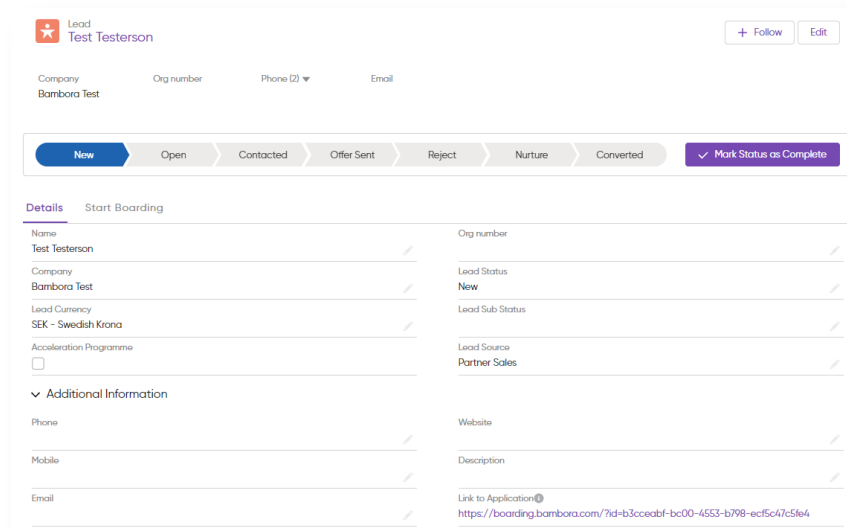 Lead
Test Testerson
+ Follow
Edit
Company
Org number
Phone (2)
Email
Bambora Test
New
Open
Contacted
Offer Sent
Reject
Nurture
Converted
Mark Status as Complete
Details
Start Boarding
Name
Test Testerson
Org number
Company
Bambora Test
Lead Status
New
Lead Currency
SEK - Swedish Krona
Lead Sub Status
Acceleration Programme
Lead Source
Partner Sales
Additional Information
Phone
Website
Mobile
Description
Email
Link to Application
https://boarding.bambora.com/?id=b3cceabf-bc00-4553-b798-ecf5c47c5fe4